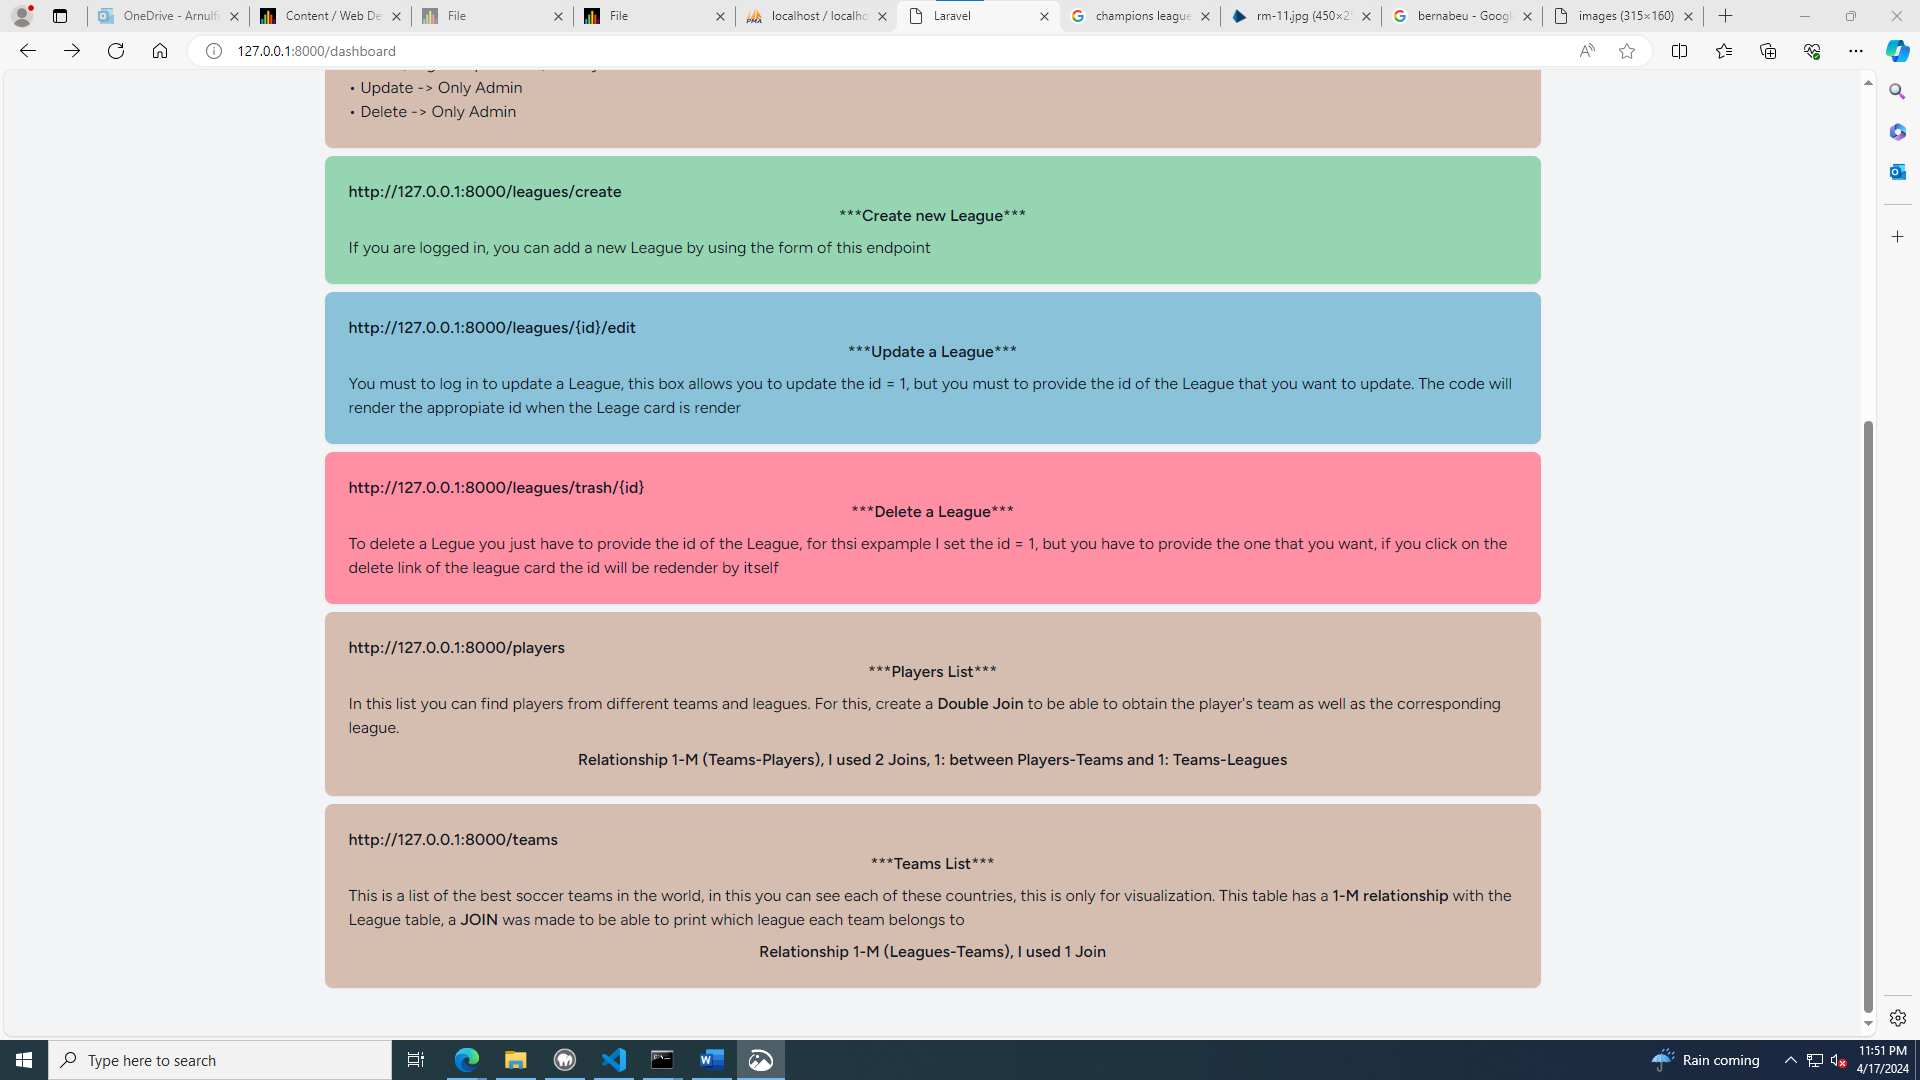 OneDrive - Arnulf
Content / Web De
File
File
localhost / localho
Laravel
champions league
rm-11.jpg (450×2
bernabeu - Google
images (315×160)
127.0.0.1:8000/dashboard
• Update -> Only Admin
• Delete -> Only Admin
http://127.0.0.1:8000/leagues/create
***Create new League***
If you are logged in, you can add a new League by using the form of this endpoint
http://127.0.0.1:8000/leagues/{id}/edit
***Update a League***
You must to log in to update a League, this box allows you to update the id = 1, but you must to provide the id of the League that you want to update. The code will
render the appropiate id when the Leage card is render
http://127.0.0.1:8000/leagues/trash/{id}
***Delete a League***
To delete a Legue you just have to provide the id of the League, for thsi expample I set the id = 1, but you have to provide the one that you want, if you click on the
delete link of the league card the id will be redender by itself
http://127.0.0.1:8000/players
***Players List***
In this list you can find players from different teams and leagues. For this, create a Double Join to be able to obtain the player's team as well as the corresponding
league.
Relationship 1-M (Teams-Players), I used 2 Joins, 1: between Players-Teams and 1: Teams-Leagues
http://127.0.0.1:8000/teams
***Teams List***
This is a list of the best soccer teams in the world, in this you can see each of these countries, this is only for visualization. This table has a 1-M relationship with the
League table, a JOIN was made to be able to print which league each team belongs to
Relationship 1-M (Leagues-Teams), I used 1 Join
Type here to search
Rain coming
11:51 PM
4/17/2024